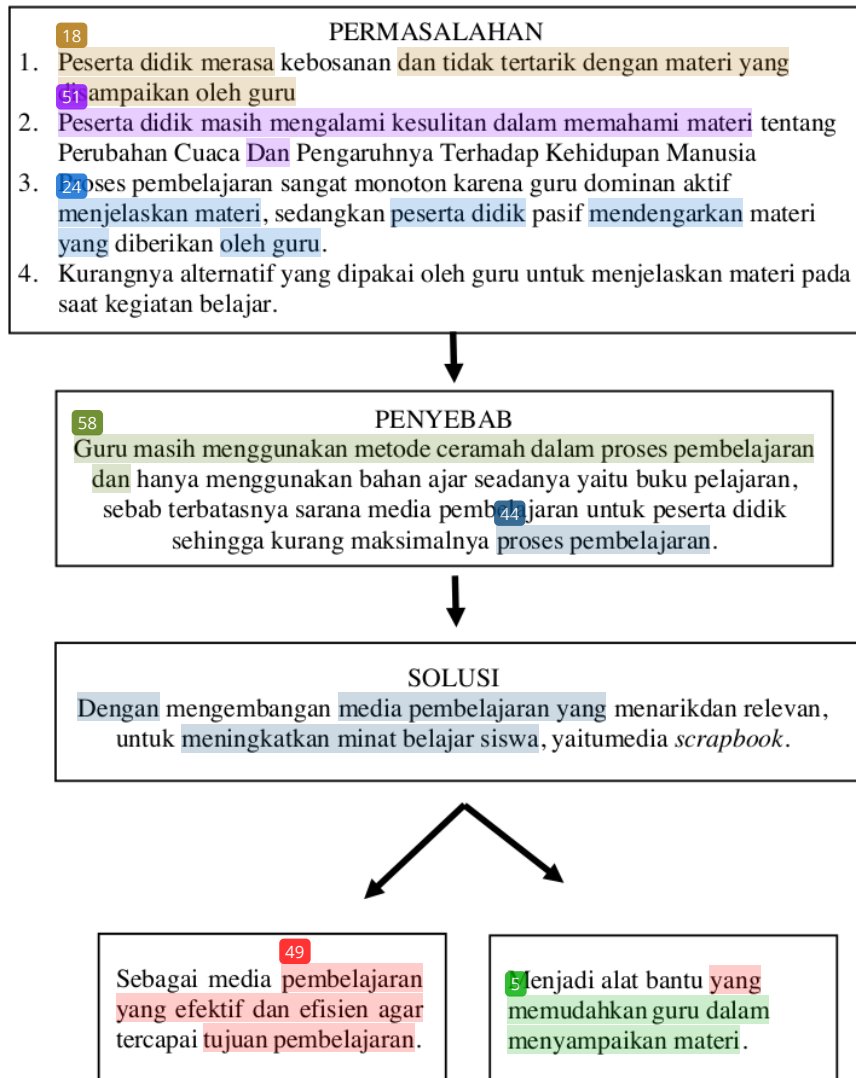 18
PERMASALAHAN
1. Peserta didik merasa kebosanan dan tidak tertarik dengan materi yang
disampaikan oleh guru
51
2. Peserta didik masih mengalami kesulitan dalam memahami materi tentang
Perubahan Cuaca Dan Pengaruhnya Terhadap Kehidupan Manusia
3. Proses pembelajaran sangat monoton karena guru dominan aktif
24
menjelaskan materi, sedangkan peserta didik pasif mendengarkan materi
yang diberikan oleh guru.
4. Kurangnya alternatif yang dipakai oleh guru untuk menjelaskan materi pada
saat kegiatan belajar.
58
PENYEBAB
Guru masih menggunakan metode ceramah dalam proses pembelajaran
dan hanya menggunakan bahan ajar seadanya yaitu buku pelajaran,
sebab terbatasnya sarana media pembelajaran untuk peserta didik
44
sehingga kurang maksimalnya proses pembelajaran.
SOLUSI
Dengan mengembangan media pembelajaran yang menarikdan relevan,
untuk meningkatkan minat belajar siswa, yaitumedia scrapbook.
49
Sebagai media pembelajaran
yang efektif dan efisien agar
tercapai tujuan pembelajaran.
5
Menjadi alat bantu yang
memudahkan guru dalam
menyampaikan materi.